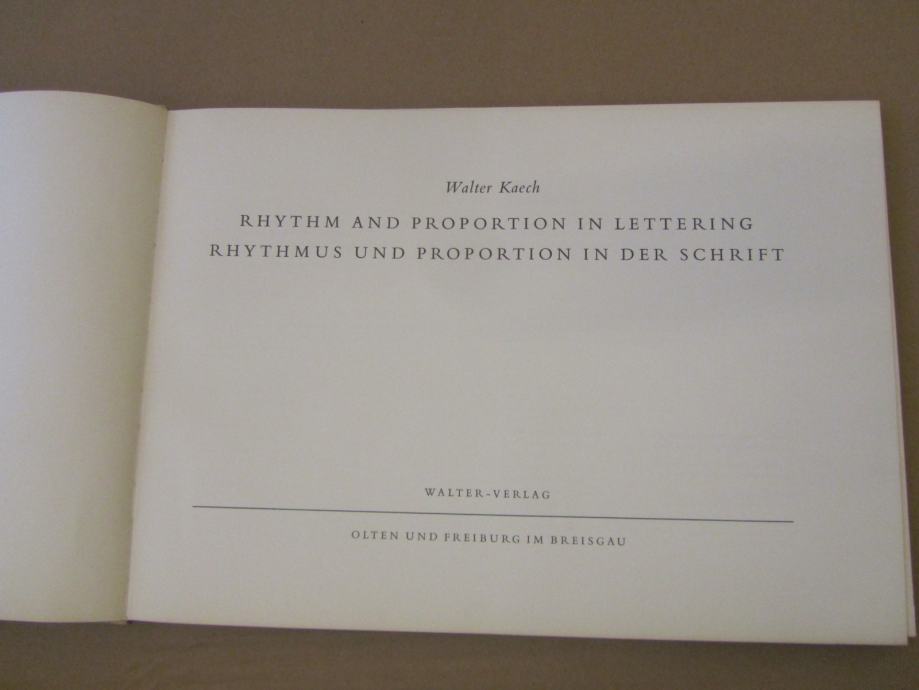 Walter Kaech
RHYTHM AND PROPORTION IN LETTERING
RHYTHMUS UND PROPORTION IN DER SCHRIFT
WALTER-VERLAG
OLTEN UND FREIBURG IM BREISGAU